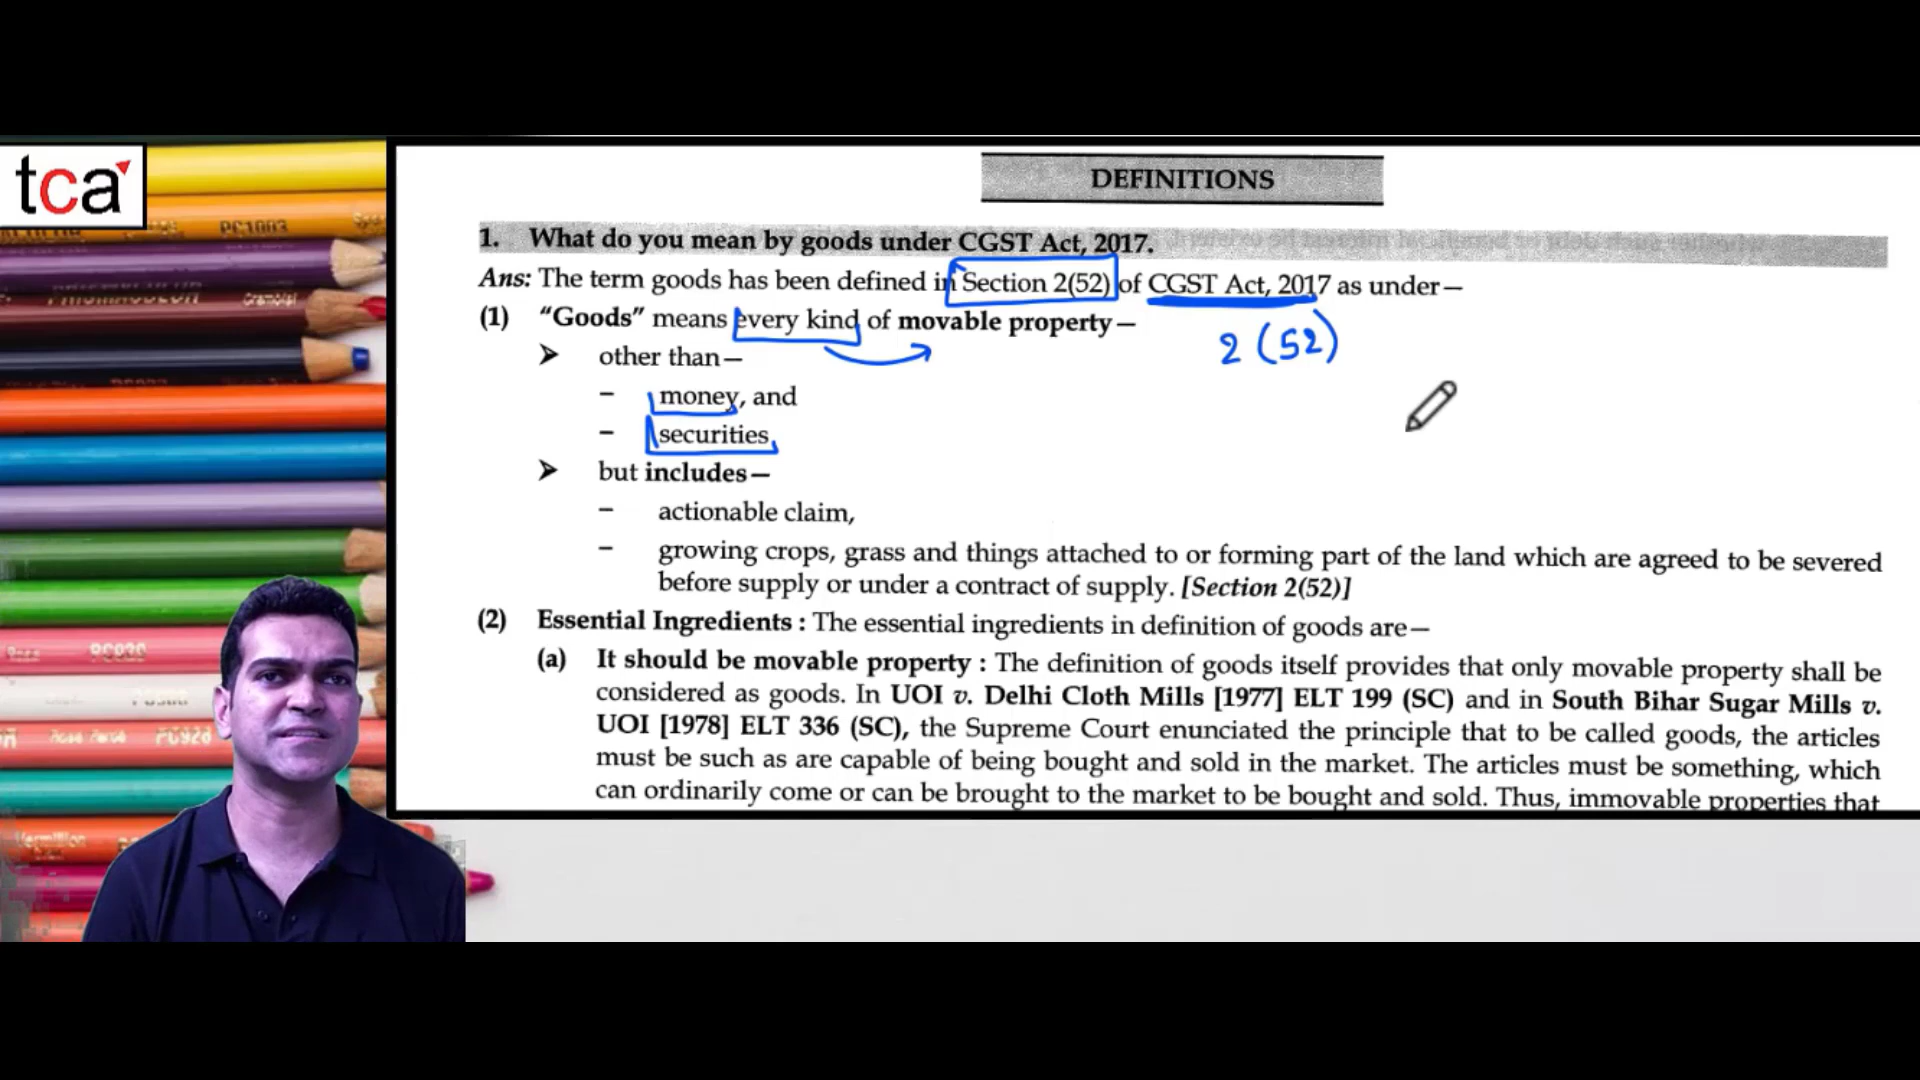 tca
PC1003
DEFINITIONS
1. What do you mean by goods under CGST Act, 2017.
Ans: The term goods has been defined in Section 2(52) of CGST Act, 2017 as under—
(1) “Goods” means every kind of movable property—
2 (52)
➤ other than—
– money, and
– securities,
➤ but includes—
– actionable claim,
– growing crops, grass and things attached to or forming part of the land which are agreed to be severed
before supply or under a contract of supply. [Section 2(52)]
(2) Essential Ingredients : The essential ingredients in definition of goods are—
(a) It should be movable property : The definition of goods itself provides that only movable property shall be
considered as goods. In UOI v. Delhi Cloth Mills [1977] ELT 199 (SC) and in South Bihar Sugar Mills v.
UOI [1978] ELT 336 (SC), the Supreme Court enunciated the principle that to be called goods, the articles
must be such as are capable of being bought and sold in the market. The articles must be something, which
can ordinarily come or can be brought to the market to be bought and sold. Thus, immovable properties that